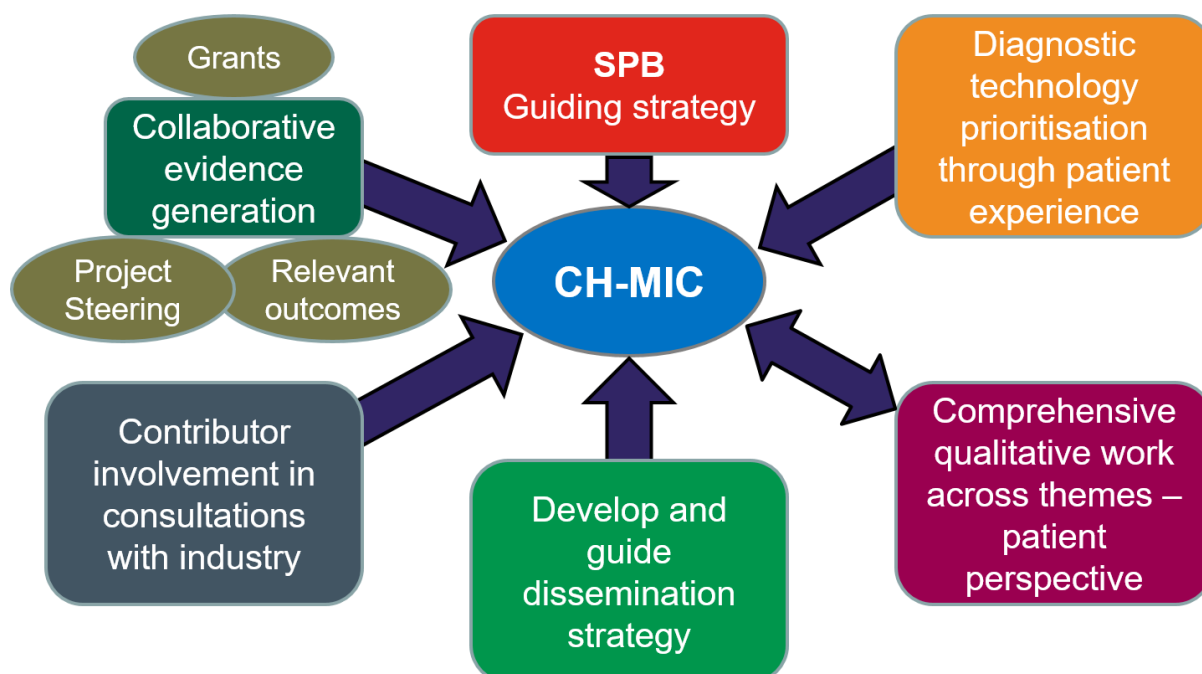 Grants
Collaborative
evidence
generation
Project
Steering
Relevant
outcomes
SPB
Guiding strategy
Diagnostic
technology
prioritisation
through patient
experience
CH-MIC
Contributor
involvement in
consultations
with industry
Develop and
guide
dissemination
strategy
Comprehensive
qualitative work
across themes –
patient
perspective